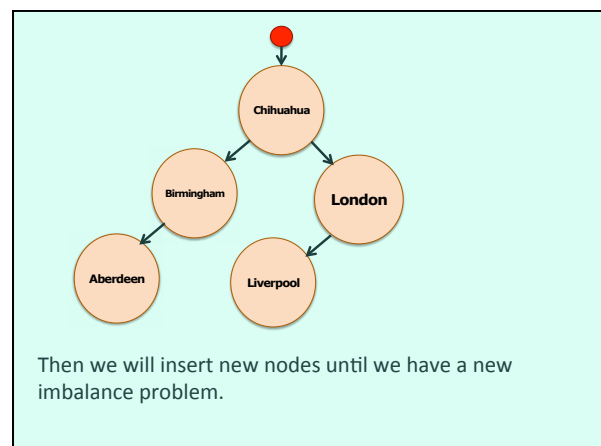 Chihuahua
Birmingham
London
Aberdeen
Liverpool
Then we will insert new nodes until we have a new
imbalance problem.